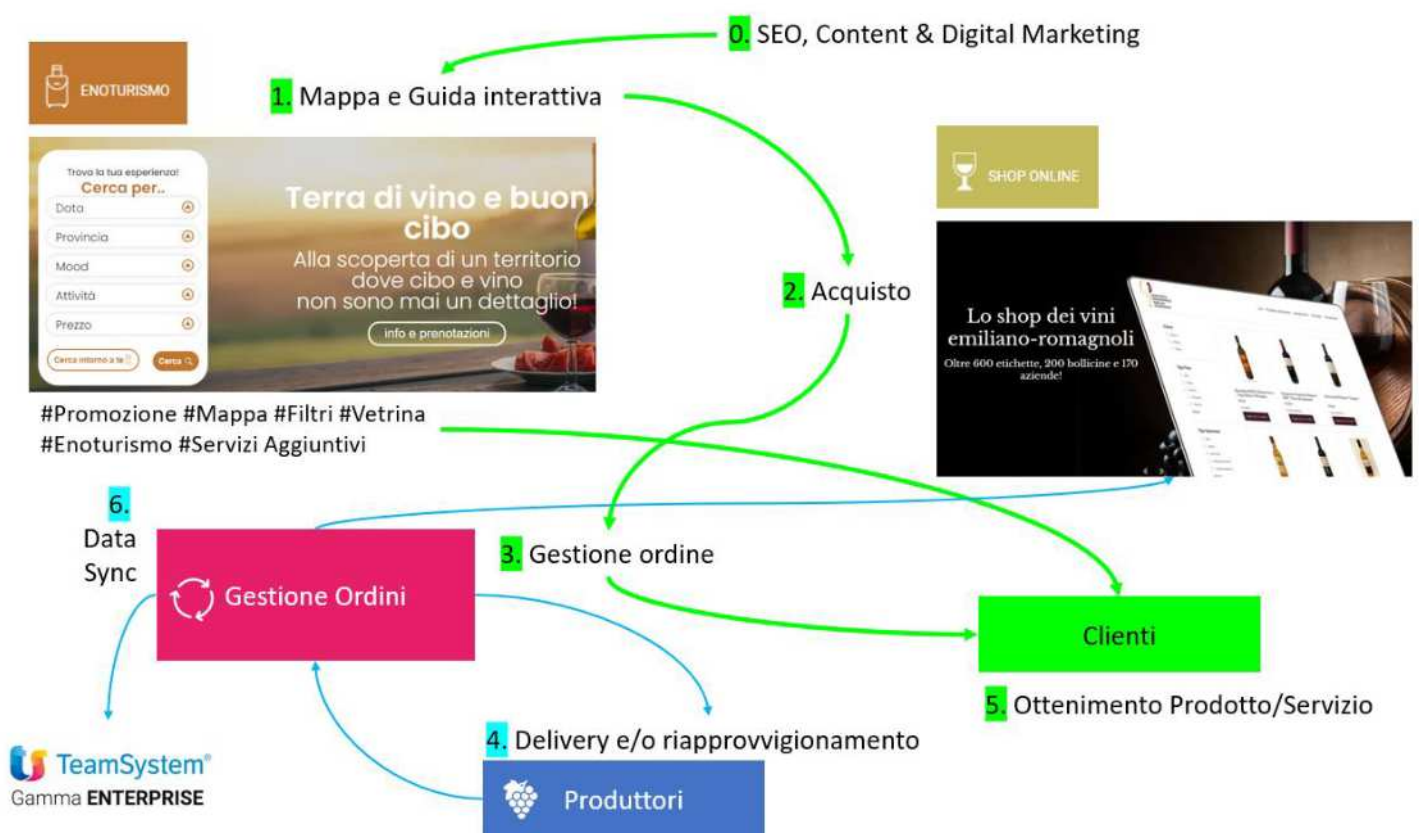 0. SEO, Content & Digital Marketing
ENOTURISMO
1. Mappa e Guida interattiva
Trova la tua esperienza!
Cerca per..
Data
Provincia
Mood
Attività
Prezzo
Cerca intorno a te
Cerca
Terra di vino e buon
cibo
Alla scoperta di un territorio
dove cibo e vino
non sono mai un dettaglio!
info e prenotazioni
SHOP ONLINE
2. Acquisto
Lo shop dei vini
emiliano-romagnoli
Oltre 600 etichette, 200 bollicine e 170
aziende!
#Promozione #Mappa #Filtri #Vetrina
#Enoturismo #Servizi Aggiuntivi
6.
Data
Sync
Gestione Ordini
3. Gestione ordine
Clienti
5. Ottenimento Prodotto/Servizio
4. Delivery e/o riapprovvigionamento
Produttori
TeamSystem®
Gamma ENTERPRISE